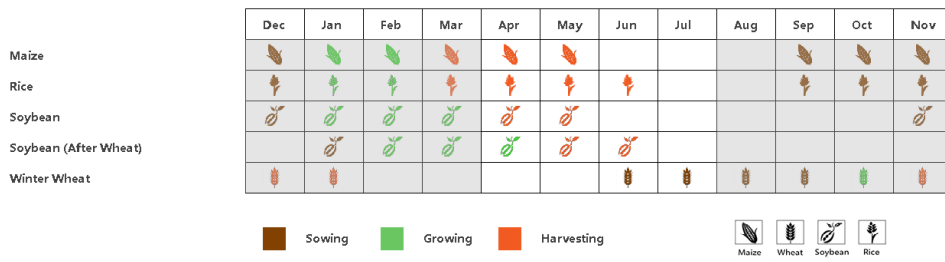 Dec Jan Feb Mar Apr May Jun Jul Aug Sep Oct Nov
Maize
Rice
Soybean
Soybean (After Wheat)
Winter Wheat
Sowing Growing Harvesting
Maize Wheat Soybean Rice